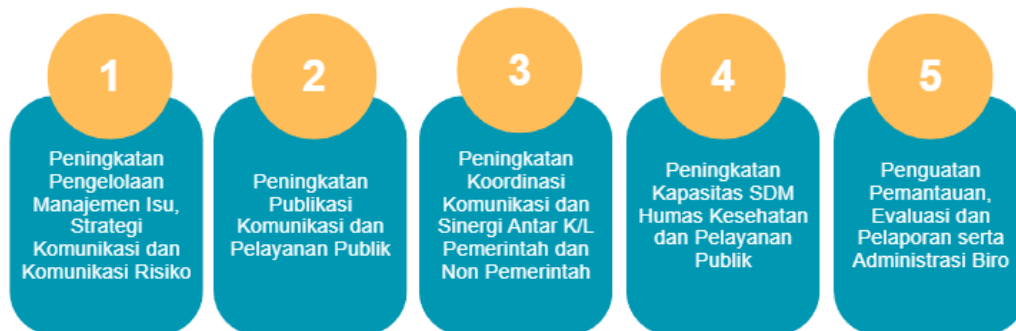 1
Peningkatan
Pengelolaan
Manajemen Isu,
Strategi
Komunikasi dan
Komunikasi Risiko
2
Peningkatan
Publikasi
Komunikasi dan
Pelayanan Publik
3
Peningkatan
Koordinasi
Komunikasi dan
Sinergi Antar K/L
Pemerintah dan
Non Pemerintah
4
Peningkatan
Kapasitas SDM
Humas Kesehatan
dan Pelayanan
Publik
5
Penguatan
Pemantauan,
Evaluasi dan
Pelaporan serta
Administrasi Biro